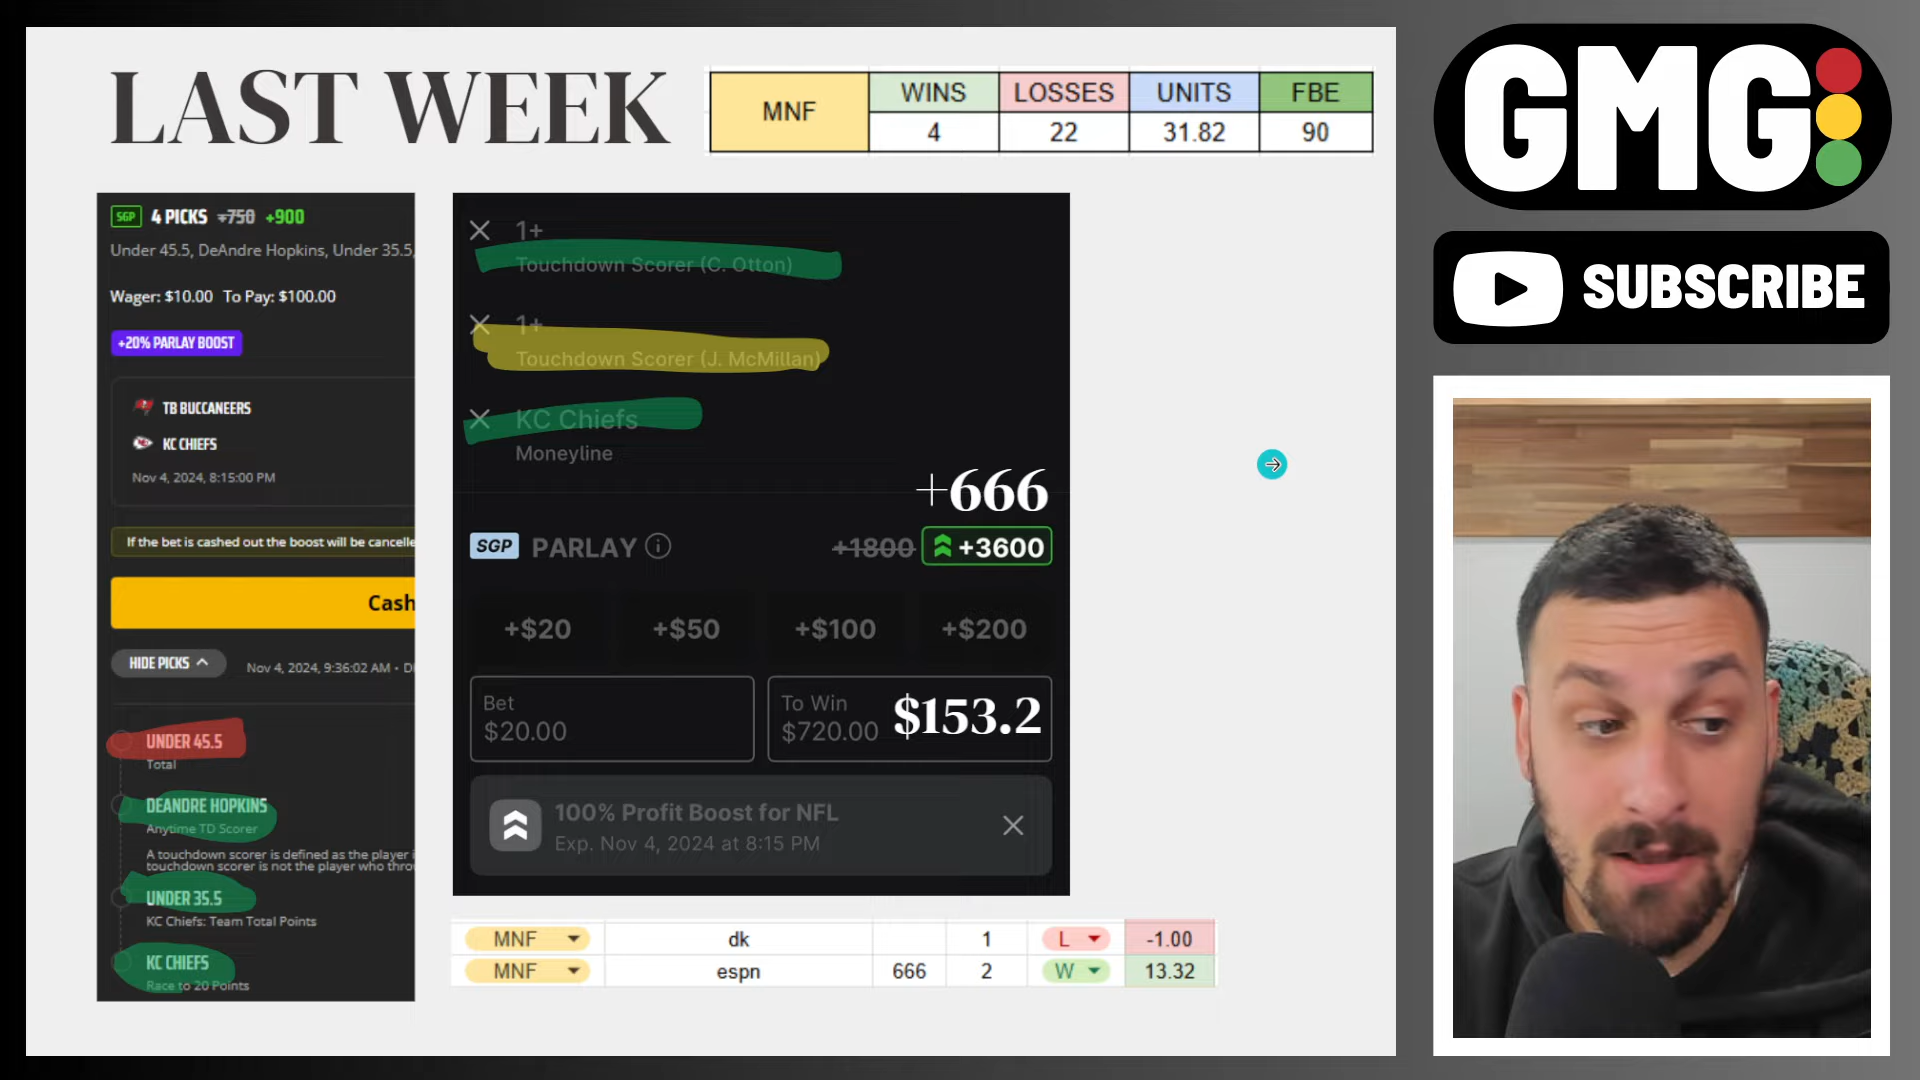 LAST WEEK
MNF WINS LOSSES UNITS FBE
4 22 31.82 90
GMG
SUBSCRIBE
SGP 4 PICKS +750 +900
Under 45.5, DeAndre Hopkins, Under 35.5,
Wager: $10.00 To Pay: $100.00
+20% PARLAY BOOST
TB BUCCANEERS
KC CHIEFS
Nov 4, 2024, 8:15:00 PM
If the bet is cashed out the boost will be cancelle
Cash
HIDE PICKS Nov 4, 2024, 9:36:02 AM • D
UNDER 45.5
Total
DEANDRE HOPKINS
Anytime TD Scorer
A touchdown scorer is defined as the player i
touchdown scorer is not the player who thro
UNDER 35.5
KC Chiefs: Team Total Points
KC CHIEFS
Race to 20 Points
1+
Touchdown Scorer (C. Otton)
1+
Touchdown Scorer (J. McMillan)
KC Chiefs
Moneyline
+666
SGP PARLAY +1800 +3600
+$20 +$50 +$100 +$200
Bet
$20.00
To Win
$720.00 $153.2
100% Profit Boost for NFL
Exp. Nov 4, 2024 at 8:15 PM
MNF dk 1 L -1.00
MNF espn 666 2 W 13.32